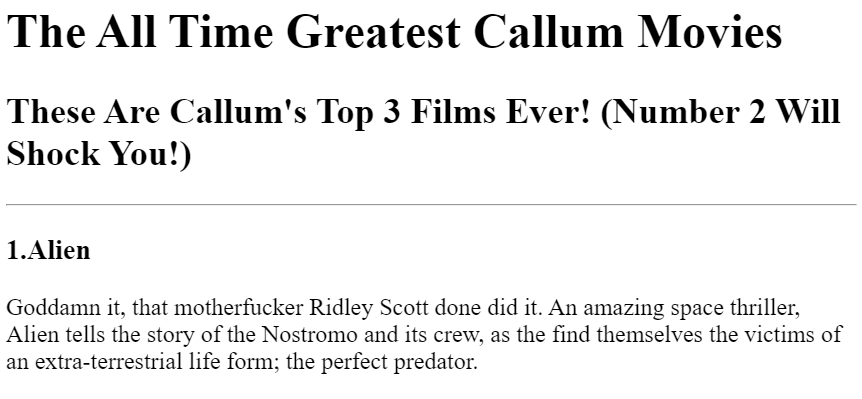 The All Time Greatest Callum Movies
These Are Callum's Top 3 Films Ever! (Number 2 Will
Shock You!)
1.Alien
Goddamn it, that motherfucker Ridley Scott done did it. An amazing space thriller,
Alien tells the story of the Nostromo and its crew, as the find themselves the victims of
an extra-terrestrial life form; the perfect predator.